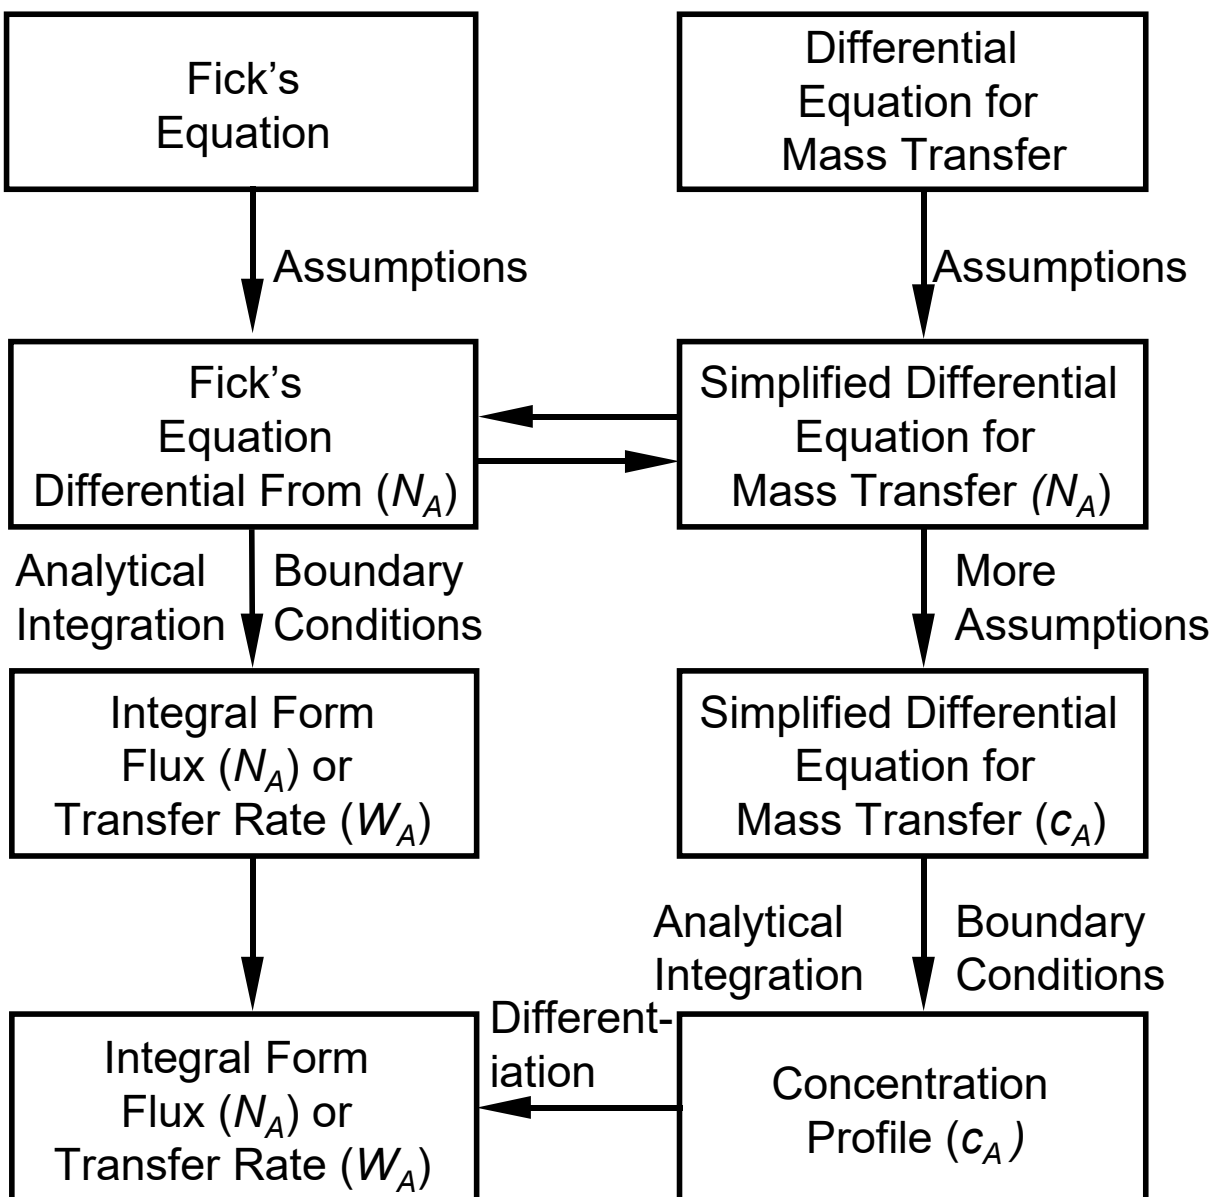 Fick’s
Equation
Differential
Equation for
Mass Transfer
Assumptions
Assumptions
Fick’s
Equation
Differential From (N_A)
Simplified Differential
Equation for
Mass Transfer (N_A)
Analytical
Integration
Boundary
Conditions
More
Assumptions
Integral Form
Flux (N_A) or
Transfer Rate (W_A)
Simplified Differential
Equation for
Mass Transfer (c_A)
Analytical
Integration
Boundary
Conditions
Different-
iation
Integral Form
Flux (N_A) or
Transfer Rate (W_A)
Concentration
Profile (c_A)